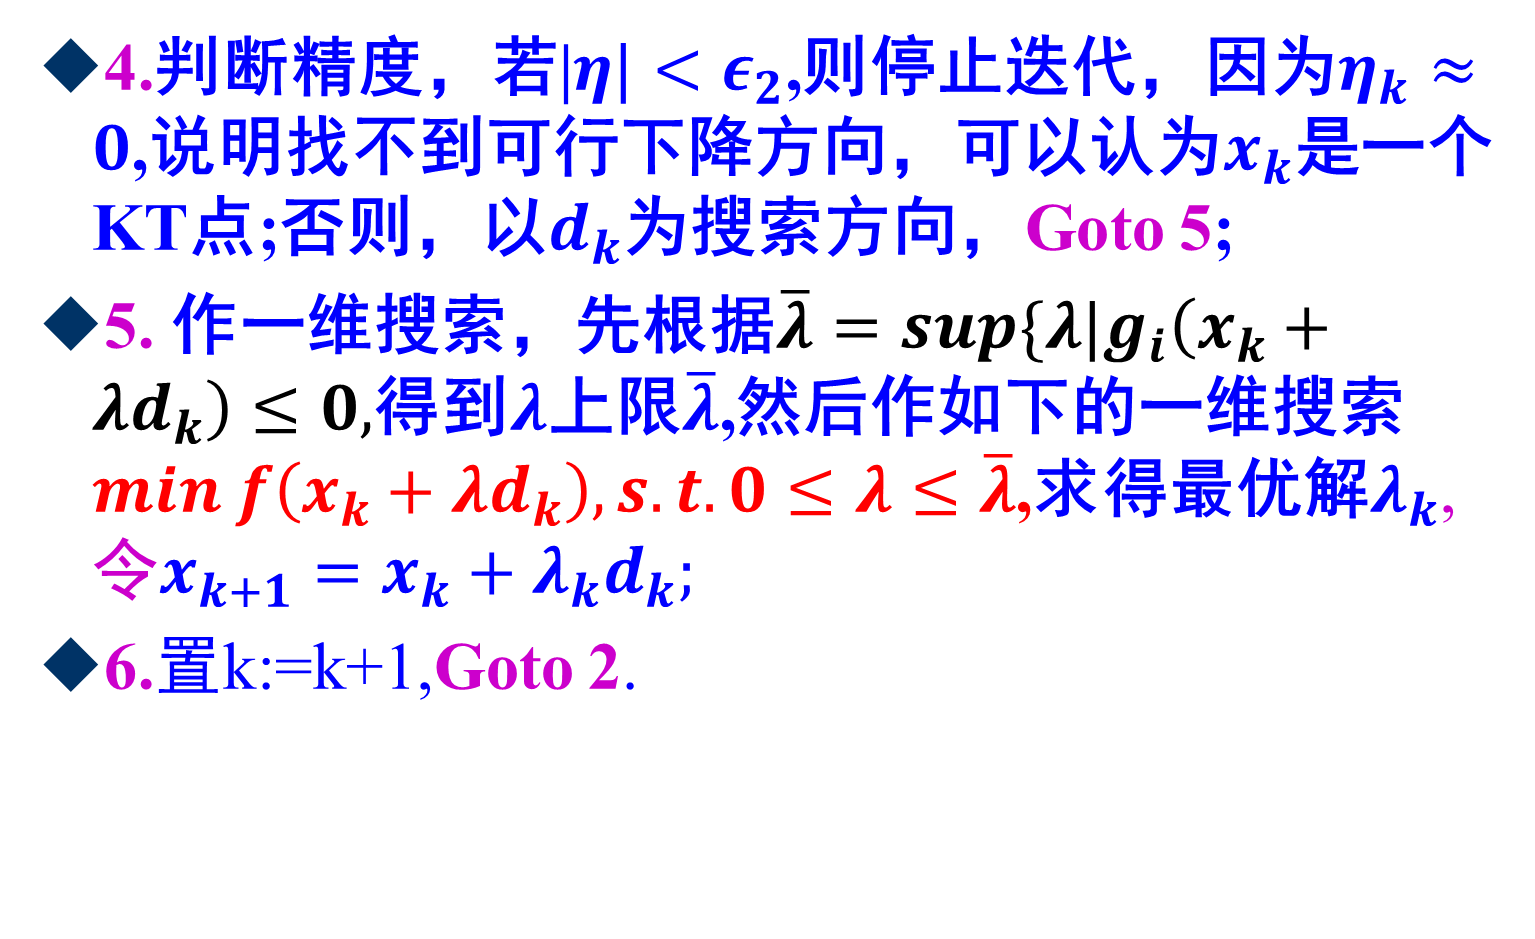 ◆4.判断精度，若|η| < ϵ₂,则停止迭代，因为ηₖ ≈
0,说明找不到可行下降方向，可以认为xₖ是一个
KT点;否则，以dₖ为搜索方向，Goto 5;
◆5. 作一维搜索，先根据λ̅ = sup{λ|gᵢ(xₖ +
λdₖ) ≤ 0,得到λ上限λ̅,然后作如下的一维搜索
min f(xₖ + λdₖ), s.t. 0 ≤ λ ≤ λ̅,求得最优解λₖ,
令xₖ₊₁ = xₖ + λₖdₖ;
◆6.置k:=k+1,Goto 2.